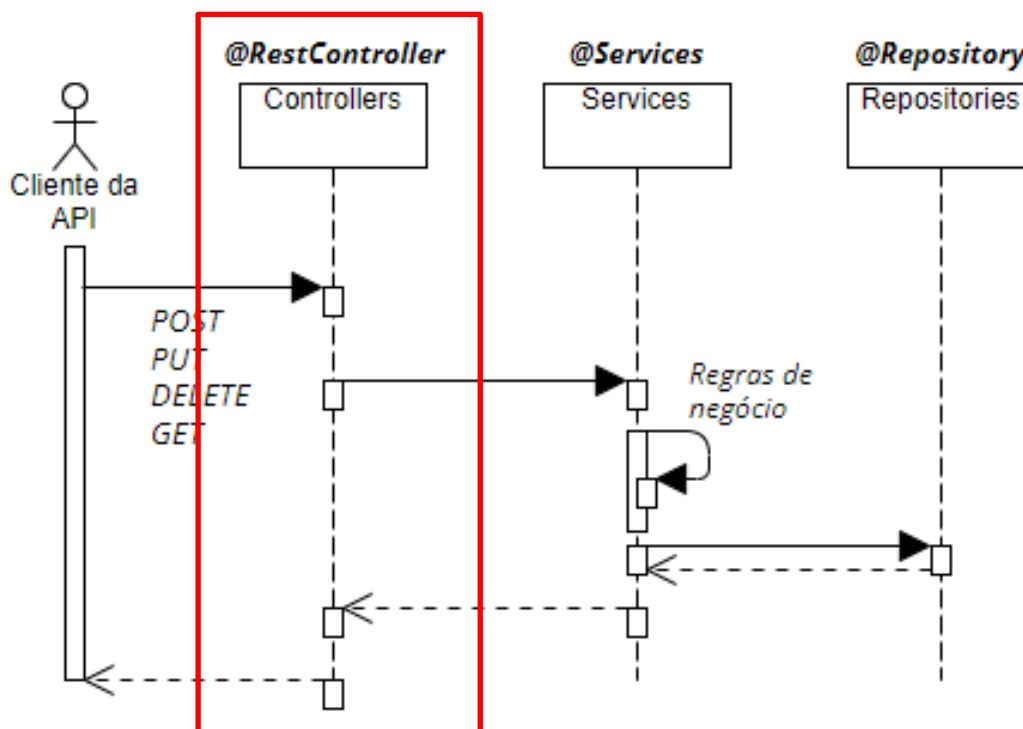 @RestController
@Services
@Repository
Controllers
Services
Repositories
Cliente da
API
POST
PUT
DELETE
GET
Regras de
negócio